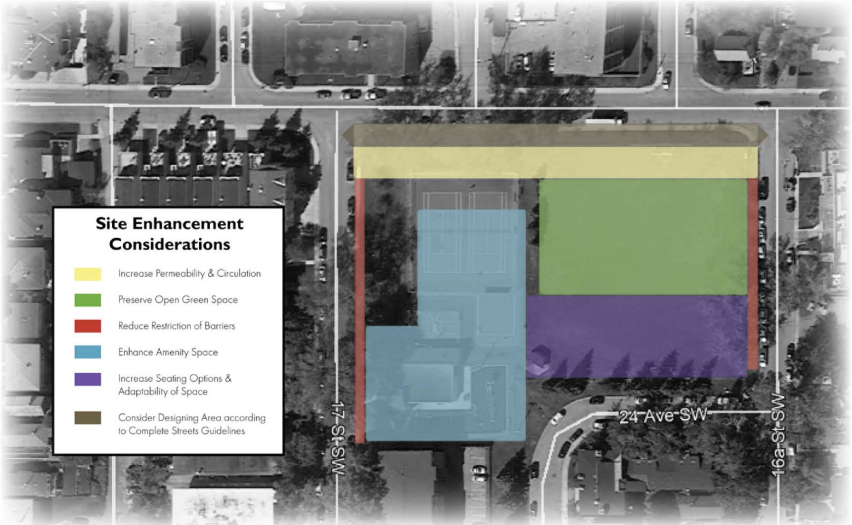 Site Enhancement
Considerations
Increase Permeability & Circulation
Preserve Open Green Space
Reduce Restriction of Barriers
Enhance Amenity Space
Increase Seating Options &
Adaptability of Space
Consider Designing Area according
to Complete Streets Guidelines
17 St SW
24 Ave SW
16a St SW